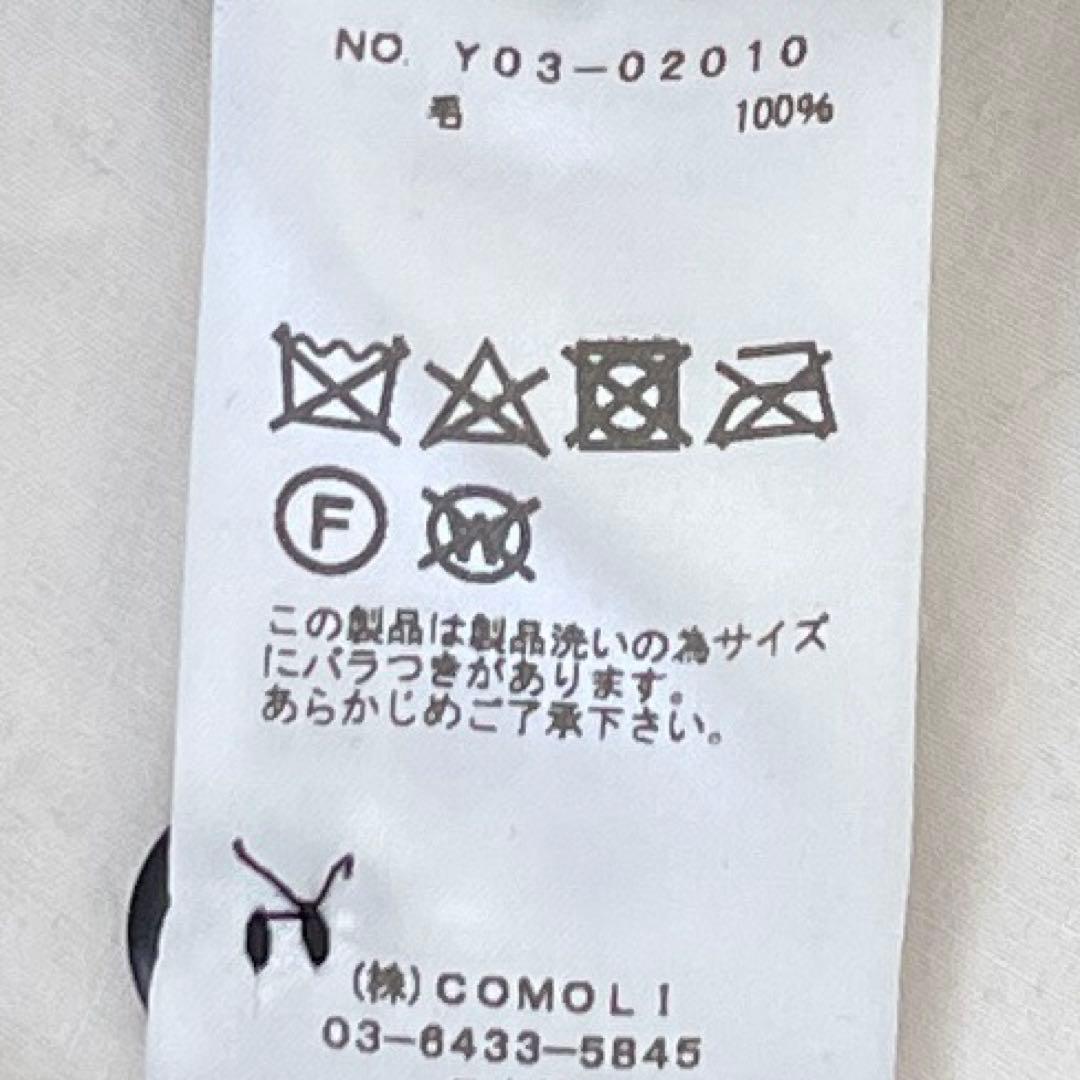 NO. Y03-02010
毛 100%
F W
この製品は製品洗いの為サイズ
にバラつきがあります。
あらかじめご了承下さい。
(株)COMOLI
03-6433-5845